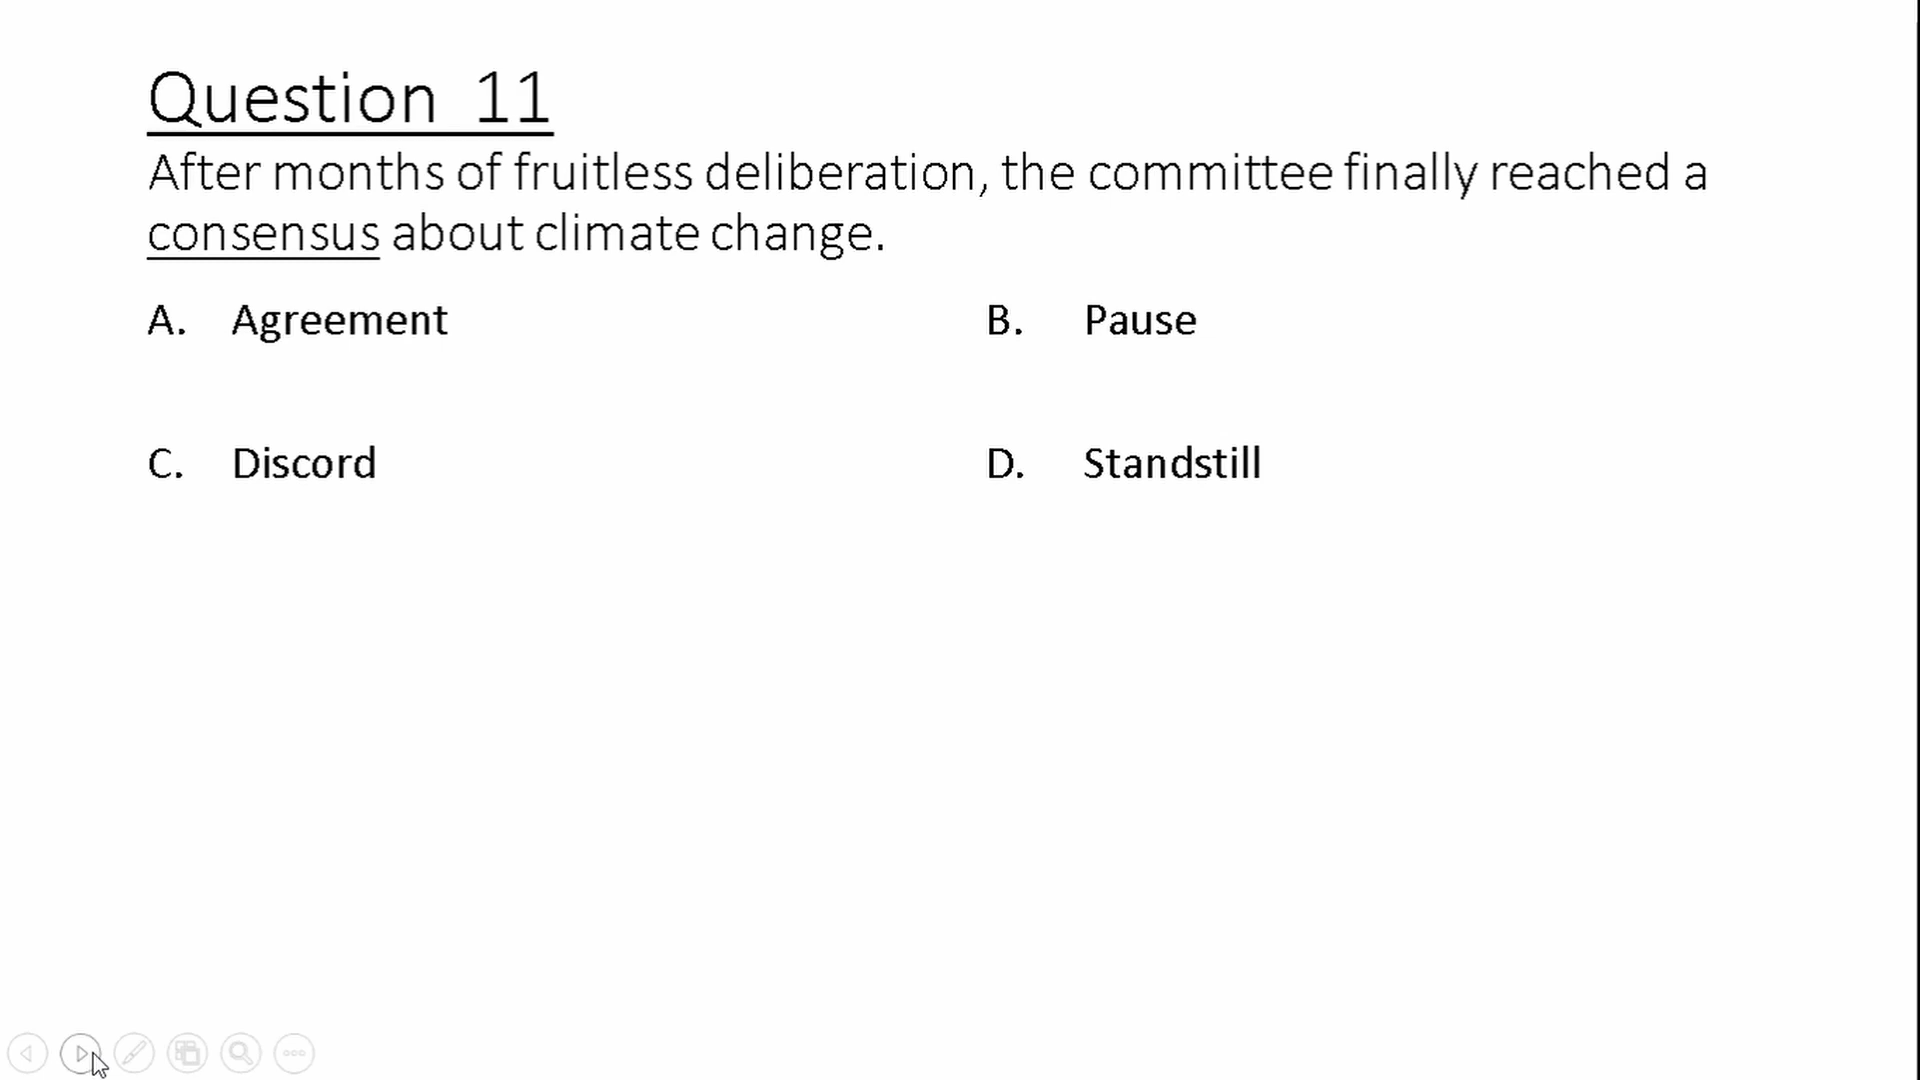 Question 11
After months of fruitless deliberation, the committee finally reached a
consensus about climate change.
A. Agreement B. Pause
C. Discord D. Standstill